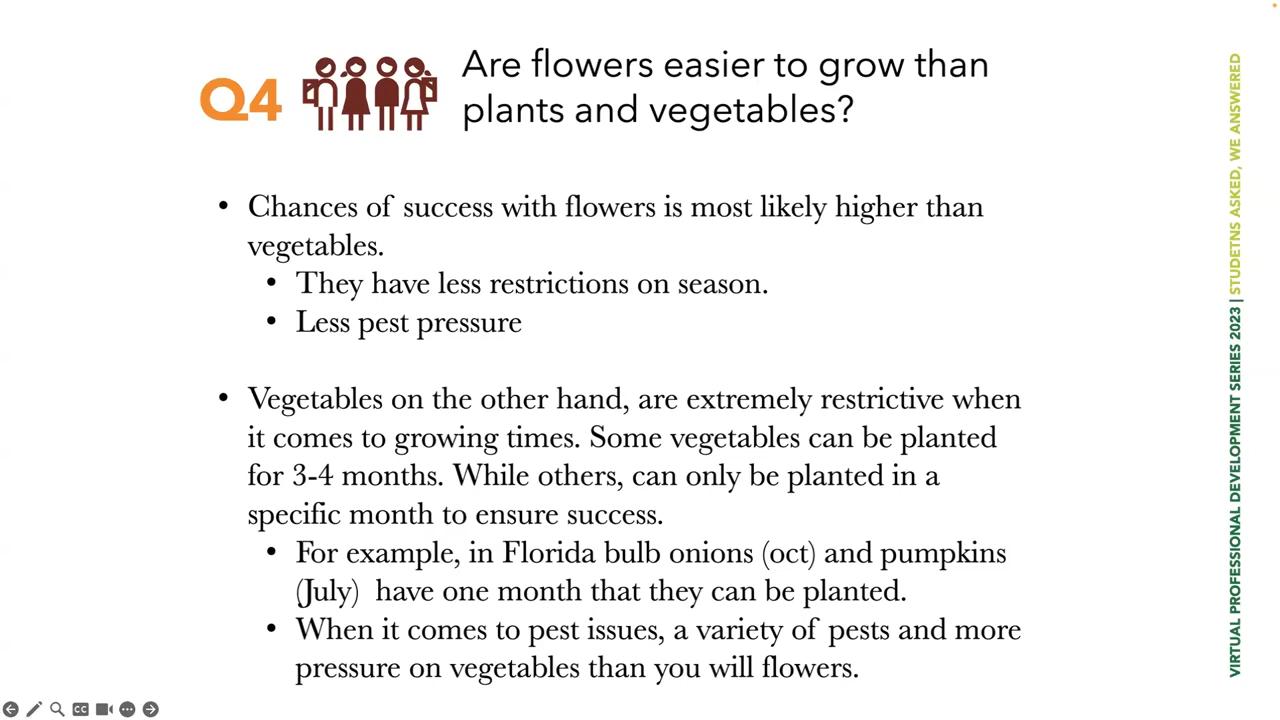 Q4
Are flowers easier to grow than
plants and vegetables?
• Chances of success with flowers is most likely higher than
vegetables.
• They have less restrictions on season.
• Less pest pressure
• Vegetables on the other hand, are extremely restrictive when
it comes to growing times. Some vegetables can be planted
for 3-4 months. While others, can only be planted in a
specific month to ensure success.
• For example, in Florida bulb onions (oct) and pumpkins
(July) have one month that they can be planted.
• When it comes to pest issues, a variety of pests and more
pressure on vegetables than you will flowers.
VIRTUAL PROFESSIONAL DEVELOPMENT SERIES 2023 | STUDETNS ASKED, WE ANSWERED
CC